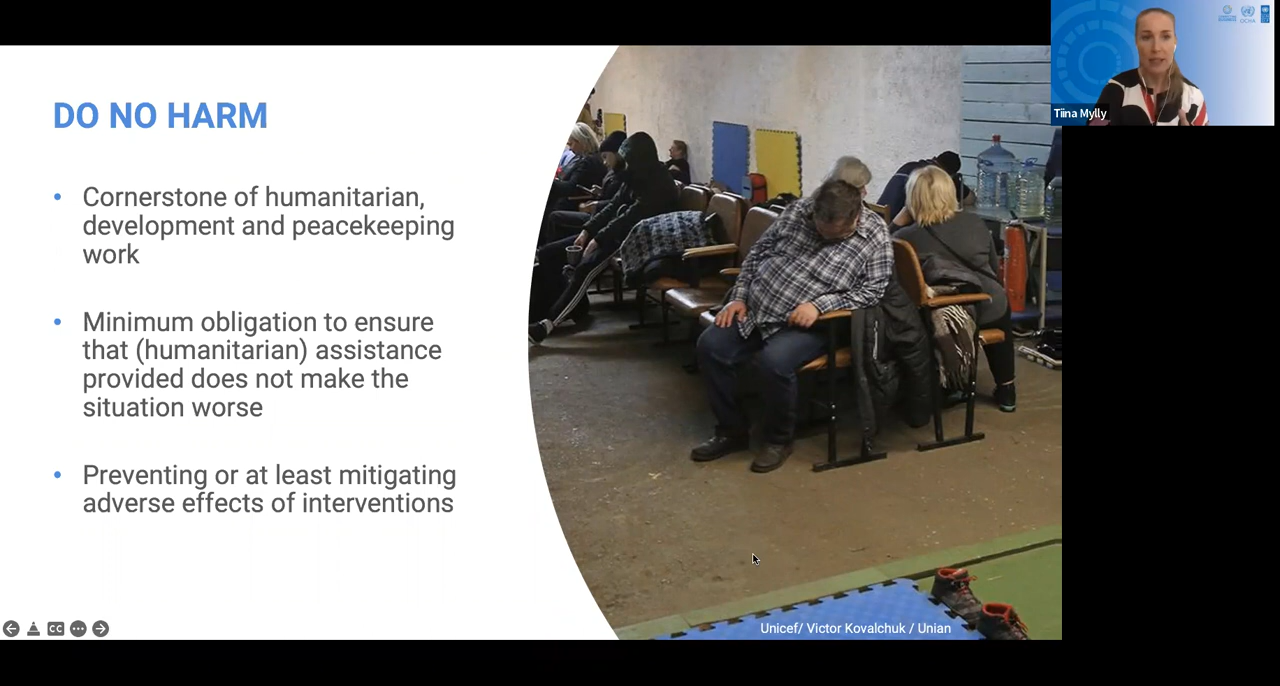 DO NO HARM
• Cornerstone of humanitarian,
development and peacekeeping
work
• Minimum obligation to ensure
that (humanitarian) assistance
provided does not make the
situation worse
• Preventing or at least mitigating
adverse effects of interventions
CC
Unicef/ Victor Kovalchuk / Unian
Tiina Mylly
OCHA